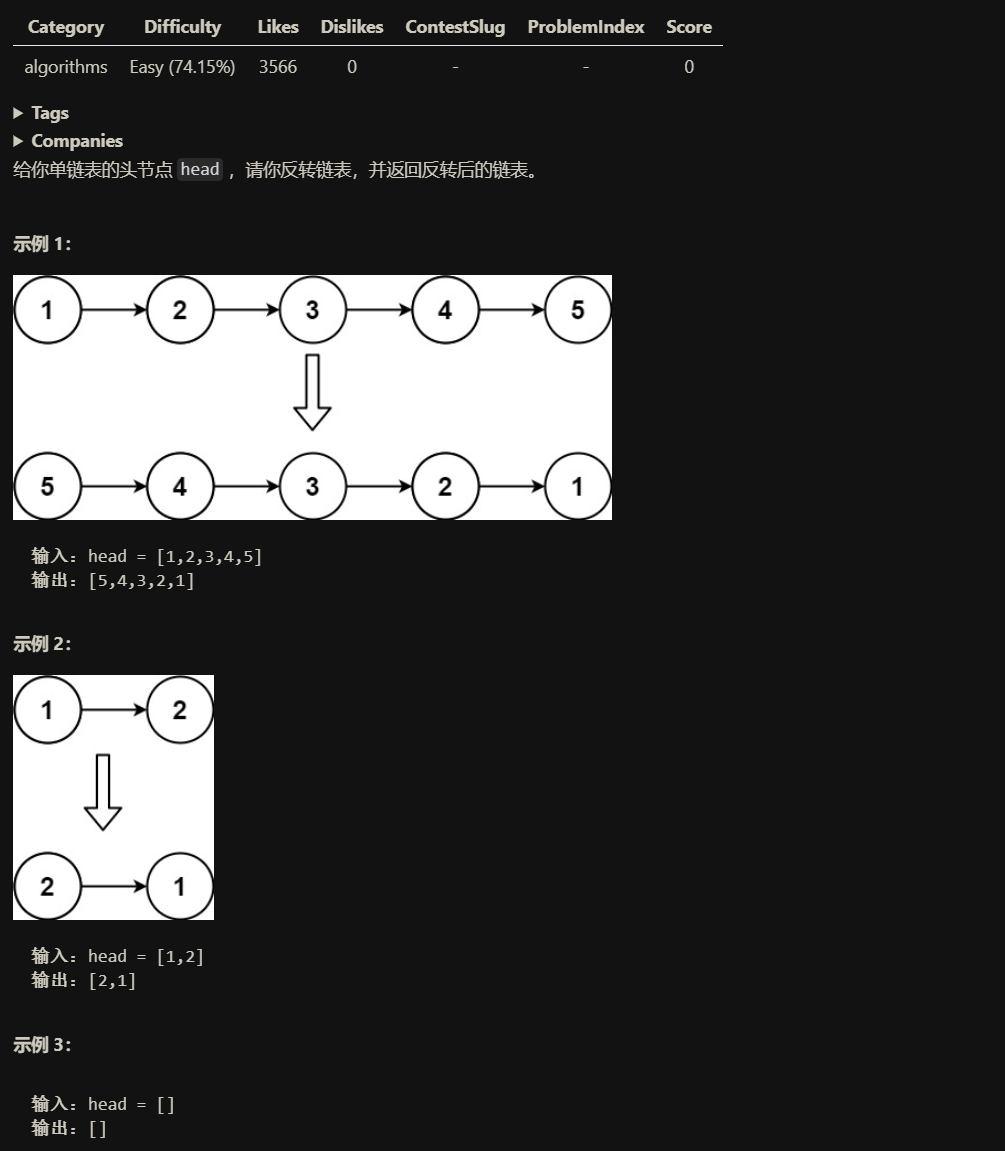 Category Difficulty Likes Dislikes ContestSlug ProblemIndex Score
algorithms Easy (74.15%) 3566 0 - - 0
▶ Tags
▶ Companies
给你单链表的头节点 head ，请你反转链表，并返回反转后的链表。
示例 1：
1 2 3 4 5
5 4 3 2 1
输入：head = [1,2,3,4,5]
输出：[5,4,3,2,1]
示例 2：
1 2
2 1
输入：head = [1,2]
输出：[2,1]
示例 3：
输入：head = []
输出：[]